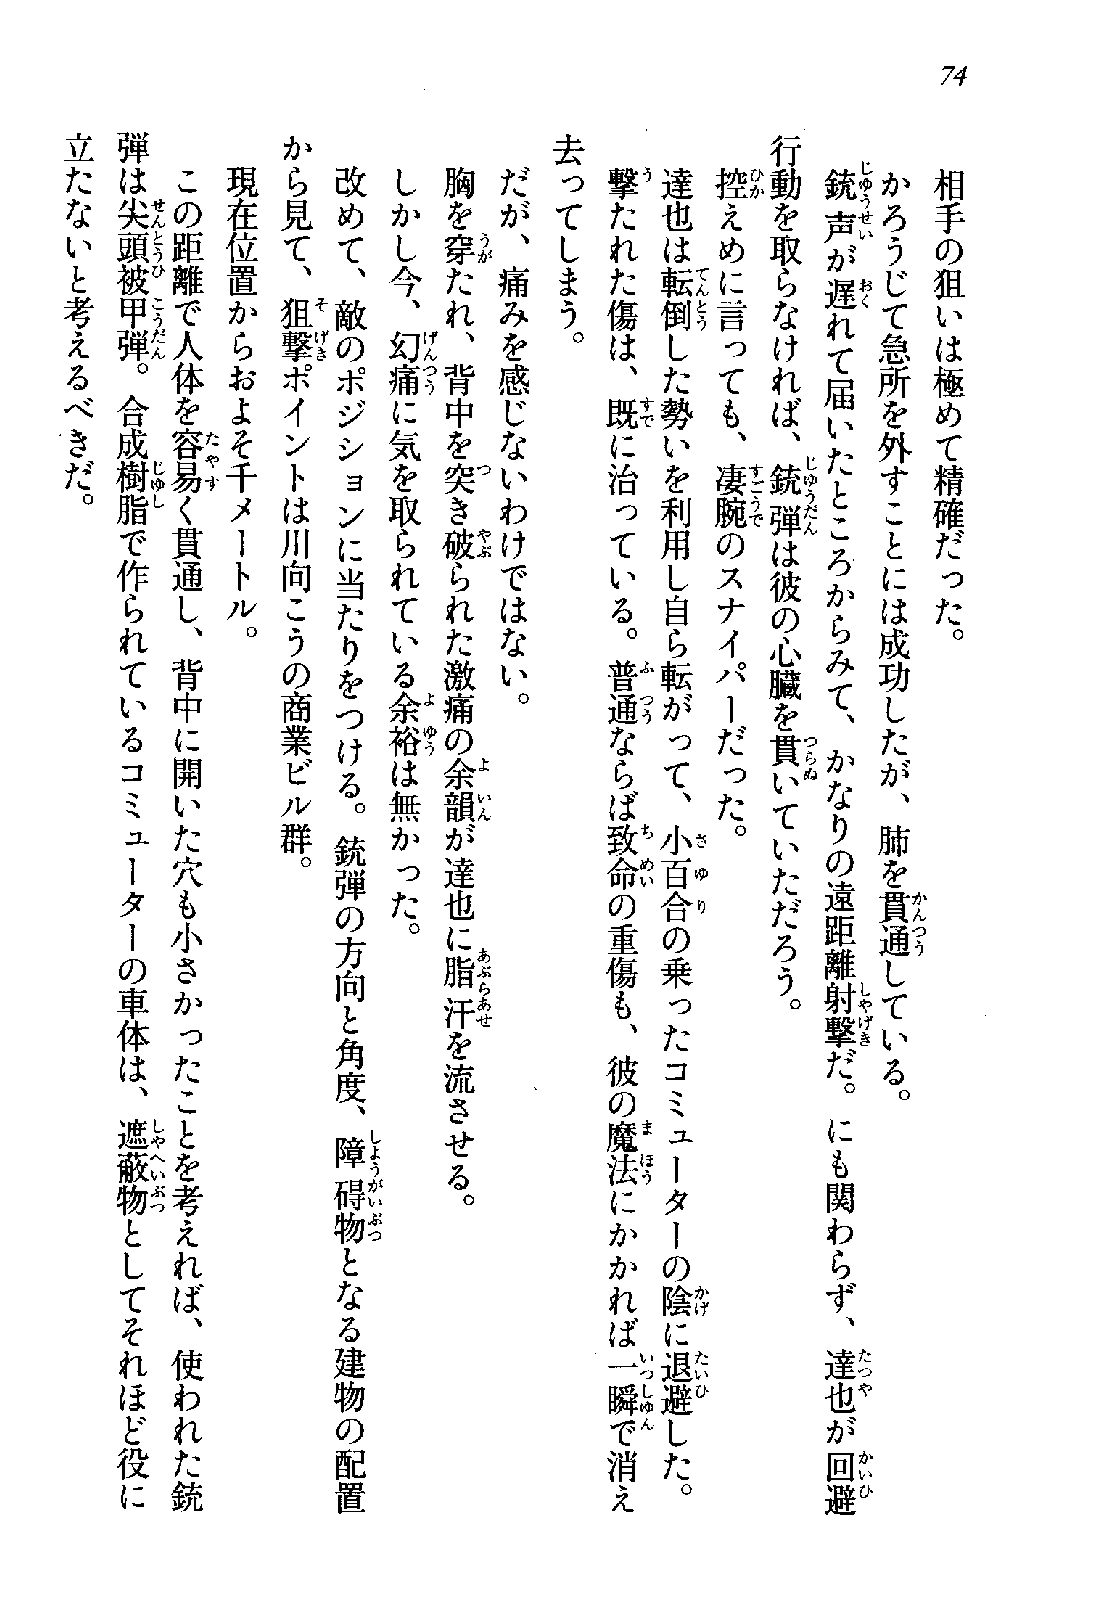 74
相手の狙いは極めて精確だった。
かろうじて急所を外すことには成功したが、肺を貫通している。
銃声が遅れて届いたところからみて、かなりの遠距離射撃だ。にも関わらず、達也が回避
行動を取らなければ、銃弾は彼の心臓を貫いていただろう。
控えめに言っても、凄腕のスナイパーだった。
達也は転倒した勢いを利用し自ら転がって、小百合の乗ったコミューターの陰に退避した。
撃たれた傷は、既に治っている。普通ならば致命の重傷も、彼の魔法にかかれば一瞬で消え
去ってしまう。
だが、痛みを感じないわけではない。
胸を穿たれ、背中を突き破られた激痛の余韻が達也に脂汗を流させる。
しかし今、幻痛に気を取られている余裕は無かった。
改めて、敵のポジションに当たりをつける。銃弾の方向と角度、障碍物となる建物の配置
から見て、狙撃ポイントは川向こうの商業ビル群。
現在位置からおよそ千メートル。
この距離で人体を容易く貫通し、背中に開いた穴も小さかったことを考えれば、使われた銃
弾は尖頭被甲弾。合成樹脂で作られているコミューターの車体は、遮蔽物としてそれほど役に
立たないと考えるべきだ。